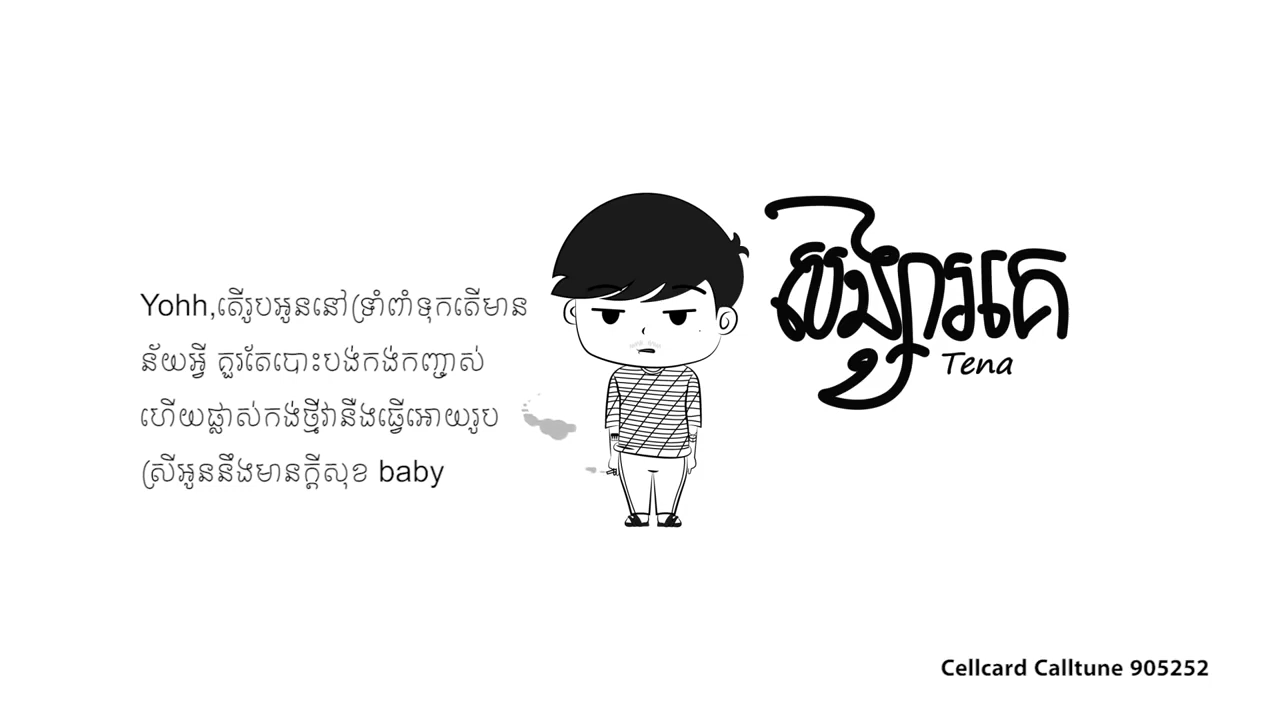 Yohh,តើរូបអូននៅទ្រាំពាំទុកតើមាន
ន័យអ្វី គួរតែបោះបង់កង់កញ្ចាស់
ហើយផ្លាស់កង់ថ្មីវានឹងធ្វើអោយរូប
ស្រីអូននឹងមានក្ដីសុខ baby
សង្សារគេ
Tena
Cellcard Calltune 905252